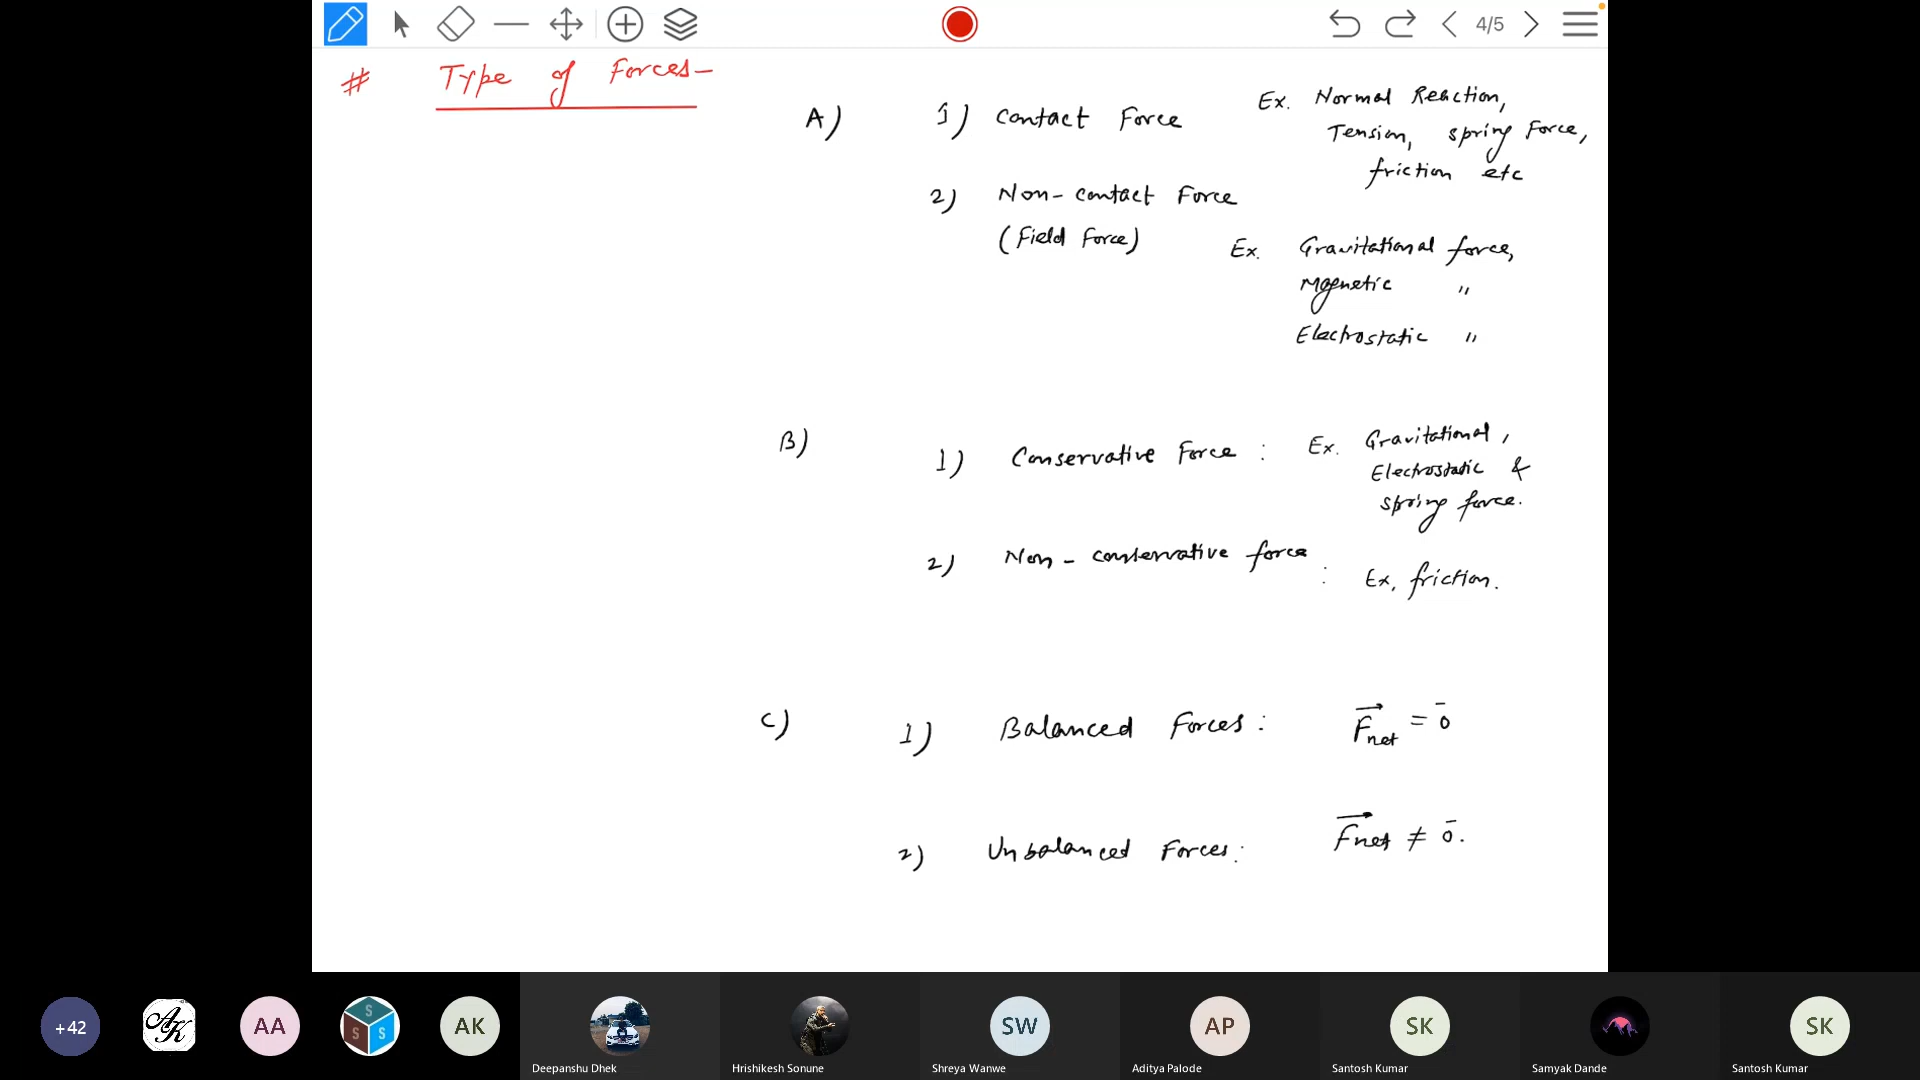 4/5
# Type of Forces-
A) 1) Contact Force Ex. Normal Reaction,
Tension, spring Force,
friction etc
2) Non-contact Force
(Field Force) Ex. Gravitational force,
Magnetic "
Electrostatic "
B) 1) Conservative Force : Ex. Gravitational,
Electrostatic &
spring force.
2) Non-conservative force : Ex. friction.
C) 1) Balanced Forces : F⃗net = 0̄
2) Unbalanced Forces: F⃗net ≠ 0̄.
+42 AK AA S S S AK SW AP SK SK
Deepanshu Dhek Hrishikesh Sonune Shreya Wanwe Aditya Palode Santosh Kumar Samyak Dande Santosh Kumar